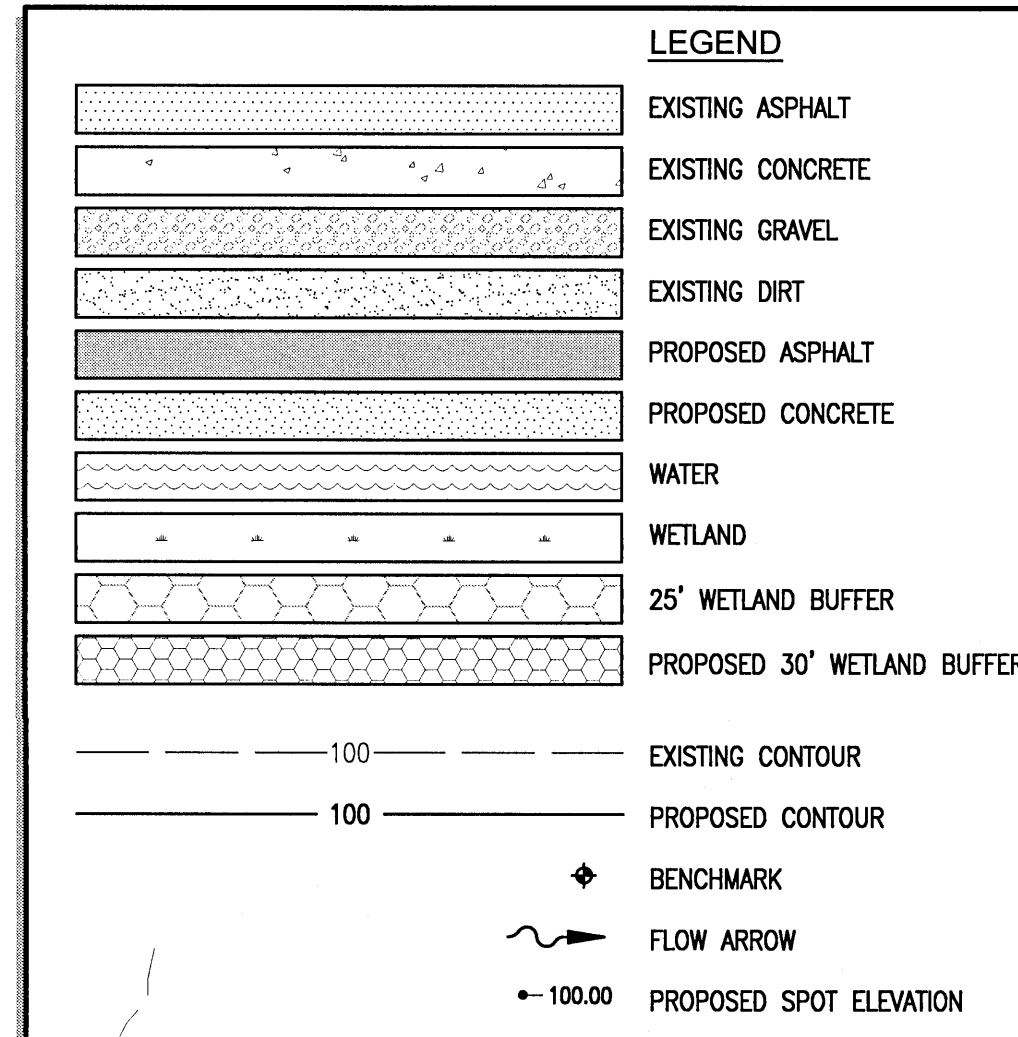 LEGEND
EXISTING ASPHALT
EXISTING CONCRETE
EXISTING GRAVEL
EXISTING DIRT
PROPOSED ASPHALT
PROPOSED CONCRETE
WATER
WETLAND
25' WETLAND BUFFER
PROPOSED 30' WETLAND BUFFER
100 EXISTING CONTOUR
100 PROPOSED CONTOUR
BENCHMARK
FLOW ARROW
100.00 PROPOSED SPOT ELEVATION